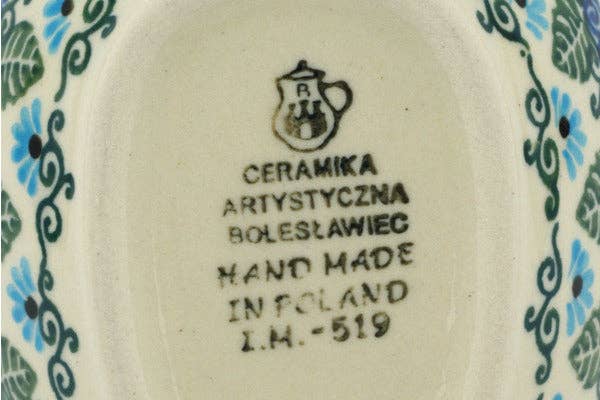 B
CERAMIKA
ARTYSTYCZNA
BOLESŁAWIEC
HAND MADE
IN POLAND
I.M.-519